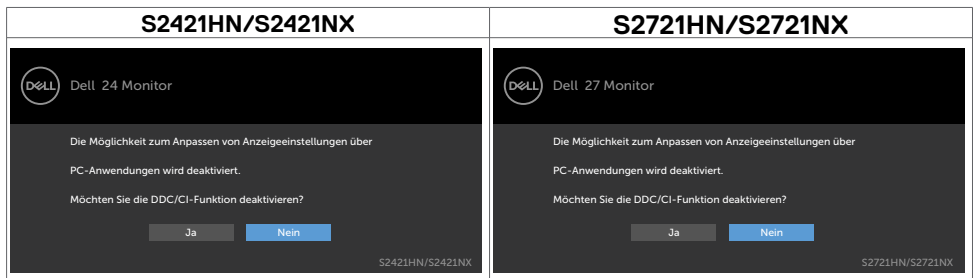 S2421HN/S2421NX
S2721HN/S2721NX
DELL Dell 24 Monitor
Die Möglichkeit zum Anpassen von Anzeigeeinstellungen über
PC-Anwendungen wird deaktiviert.
Möchten Sie die DDC/CI-Funktion deaktivieren?
Ja Nein
S2421HN/S2421NX
DELL Dell 27 Monitor
Die Möglichkeit zum Anpassen von Anzeigeeinstellungen über
PC-Anwendungen wird deaktiviert.
Möchten Sie die DDC/CI-Funktion deaktivieren?
Ja Nein
S2721HN/S2721NX